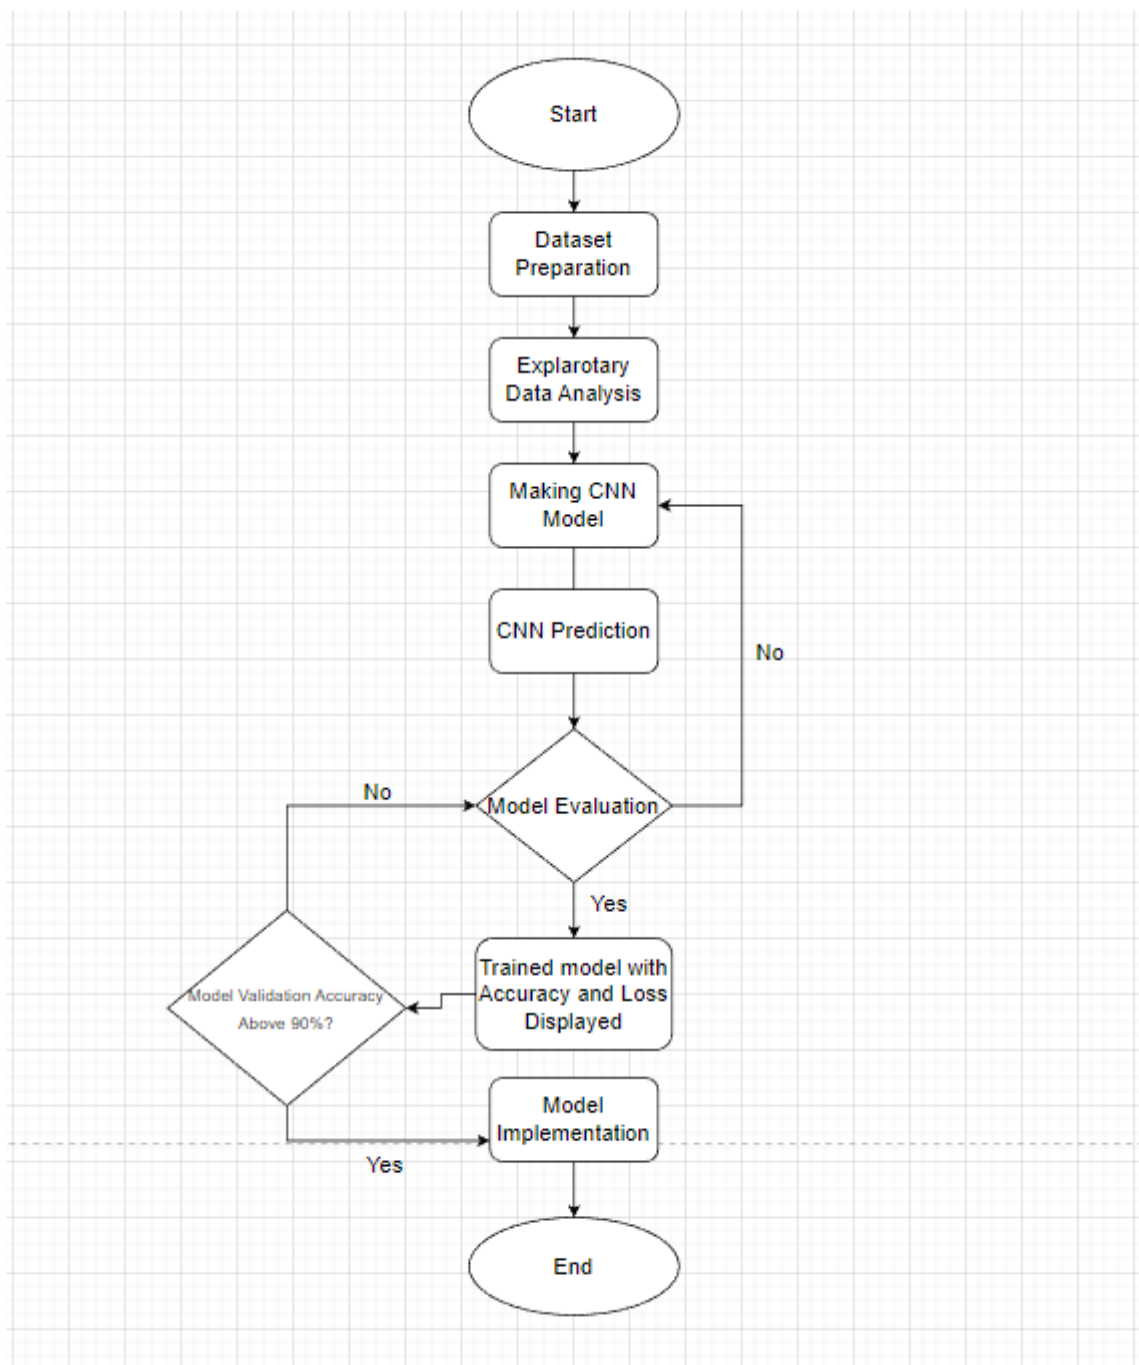 Start
Dataset
Preparation
Explarotary
Data Analysis
Making CNN
Model
CNN Prediction
No
No
Model Evaluation
Yes
Trained model with
Accuracy and Loss
Displayed
Model Validation Accuracy
Above 90%?
Model
Implementation
Yes
End